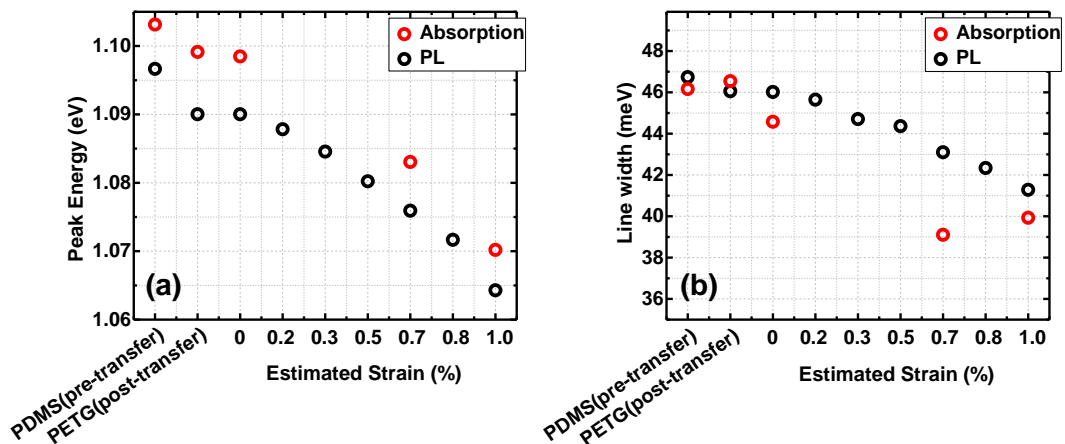 Absorption
PL
1.10
1.09
1.08
1.07
1.06
Peak Energy (eV)
(a)
PDMS(pre-transfer)
PETG(post-transfer)
0 0.2 0.3 0.5 0.7 0.8 1.0
Estimated Strain (%)
Absorption
PL
48
46
44
42
40
38
36
Line width (meV)
(b)
PDMS(pre-transfer)
PETG(post-transfer)
0 0.2 0.3 0.5 0.7 0.8 1.0
Estimated Strain (%)